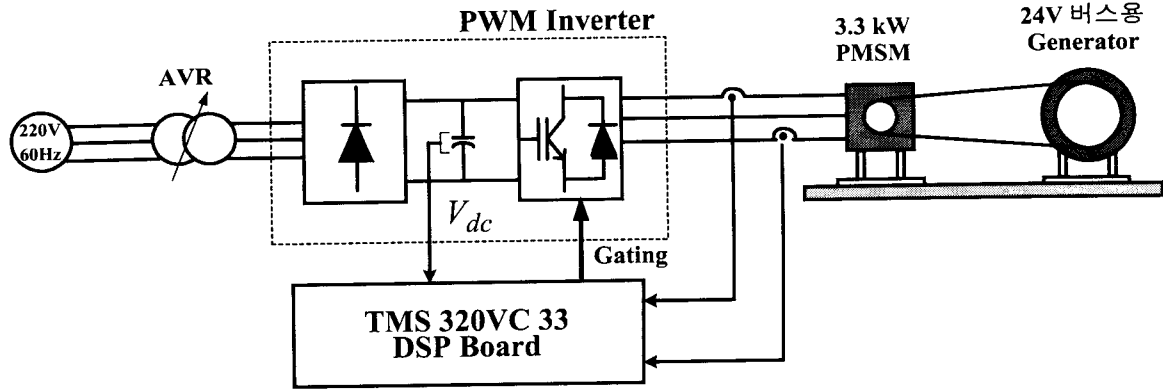 PWM Inverter
AVR
220V
60Hz
V_dc
Gating
TMS 320VC 33
DSP Board
3.3 kW
PMSM
24V 버스용
Generator